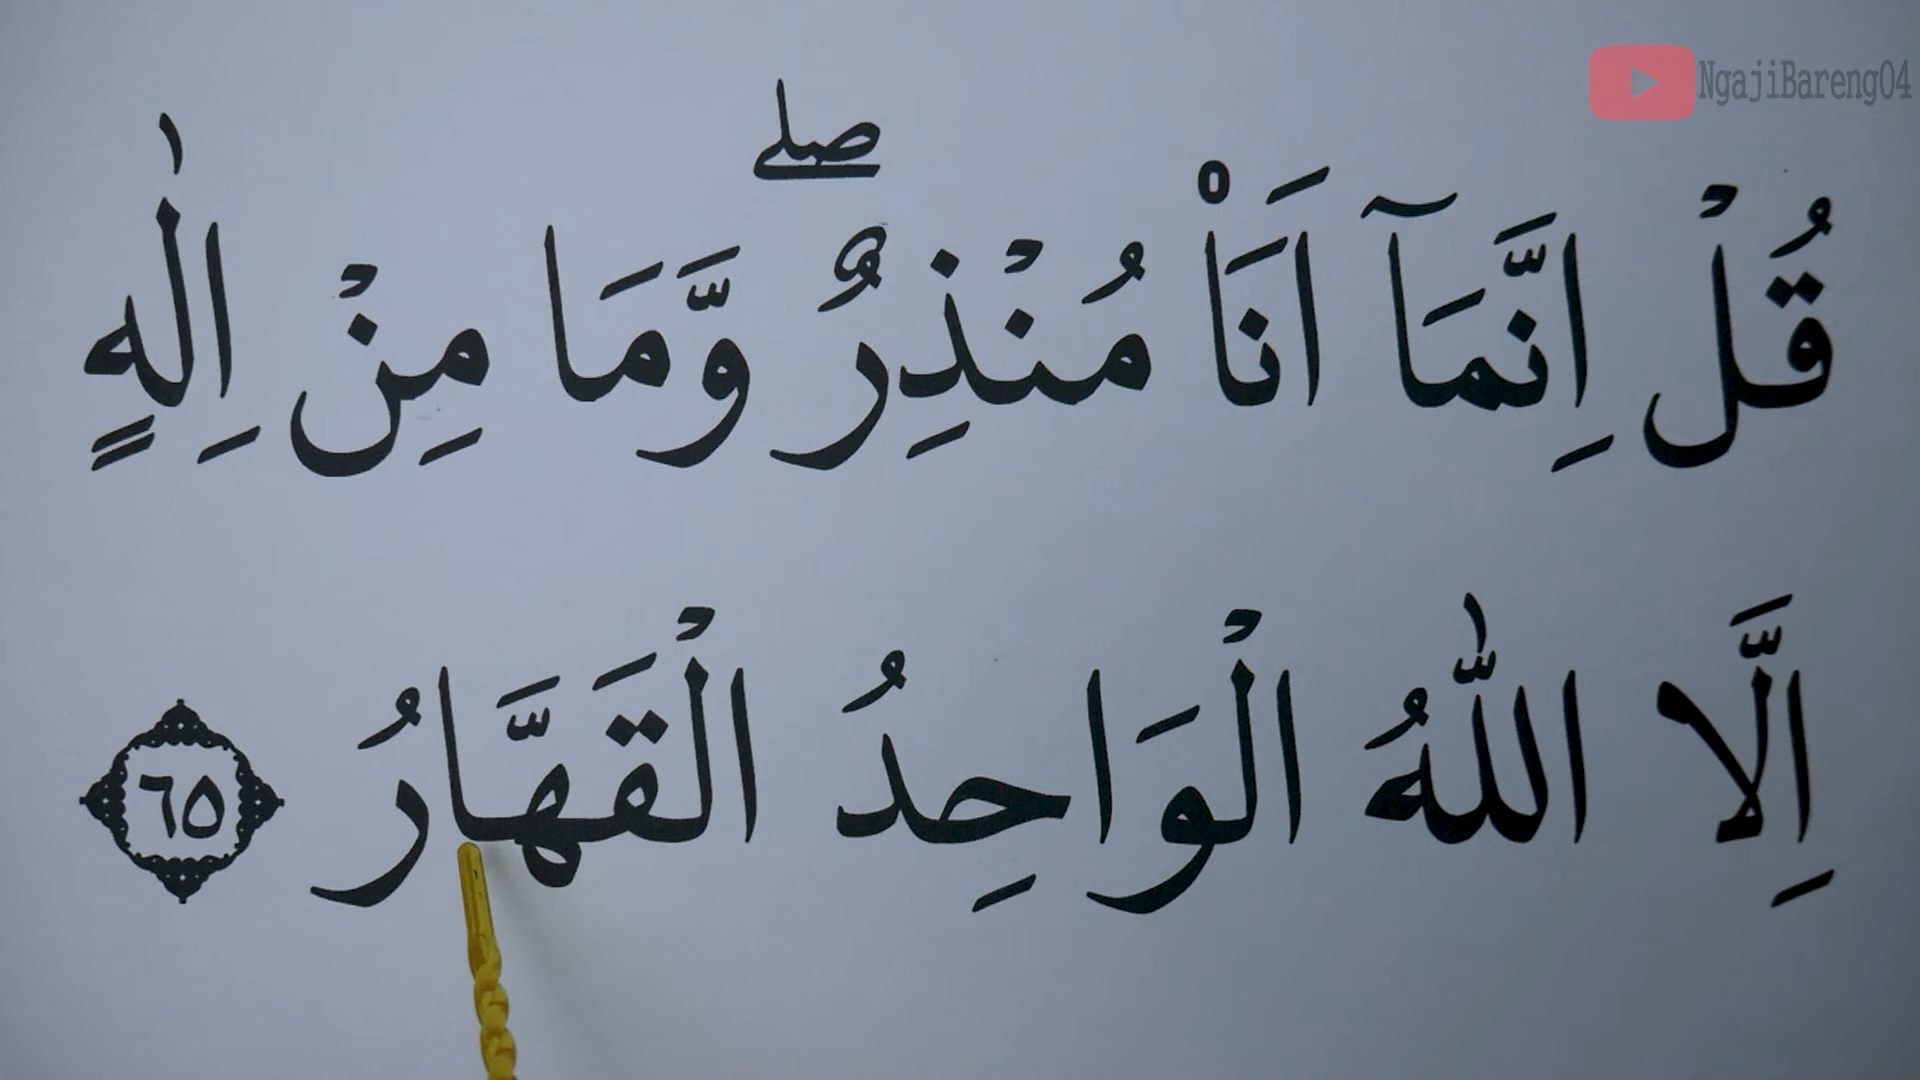 NgajiBareng04
قُلْ اِنَّمَآ اَنَا۠ مُنْذِرٌ ۖوَّمَا مِنْ اِلٰهٍ
اِلَّا اللّٰهُ الْوَاحِدُ الْقَهَّارُ ٦٥